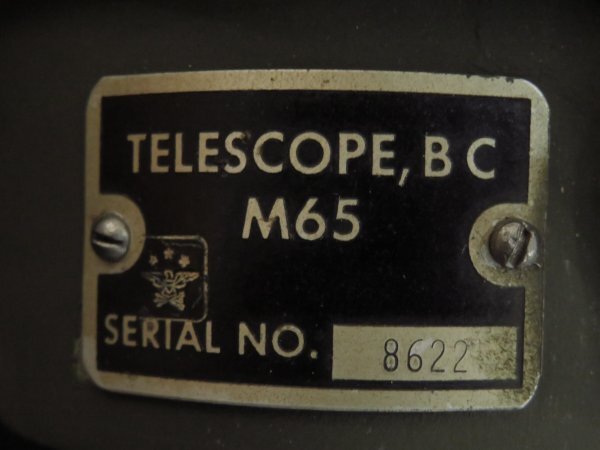 TELESCOPE, B C
M65
SERIAL NO. 8622